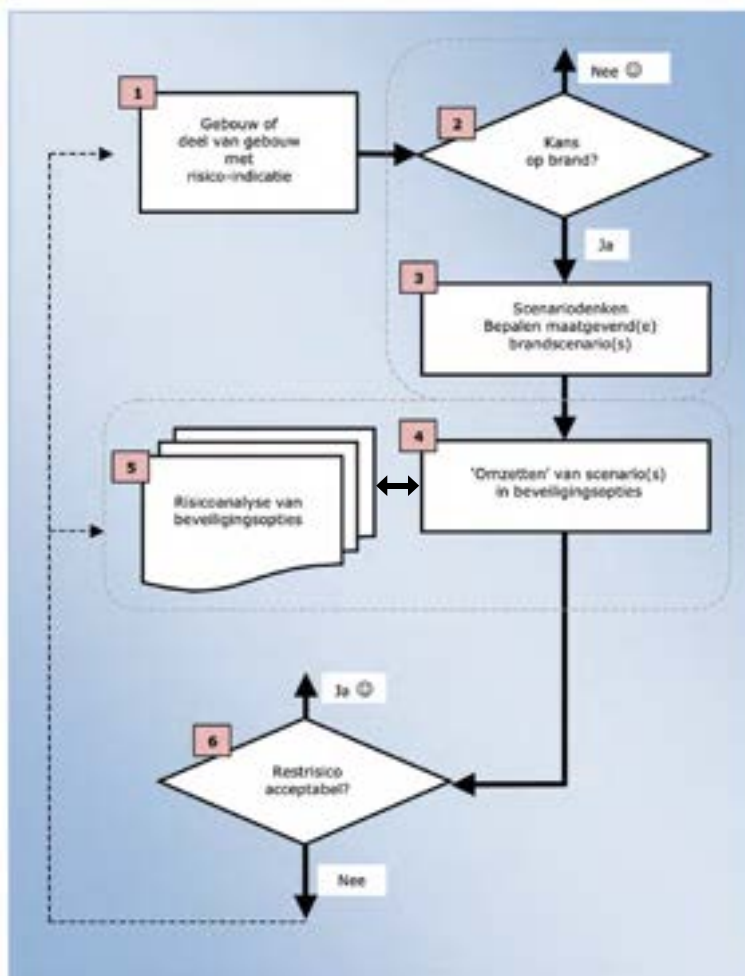 1
Gebouw of
deel van gebouw
met
risico-indicatie
2
Kans
op brand?
Nee ☺
Ja
3
Scenariodenken
Bepalen maatgevend(e)
brandscenario(s)
4
'Omzetten' van scenario(s)
in beveiligingsopties
5
Risicoanalyse van
beveiligingsopties
6
Restrisico
acceptabel?
Ja ☺
Nee